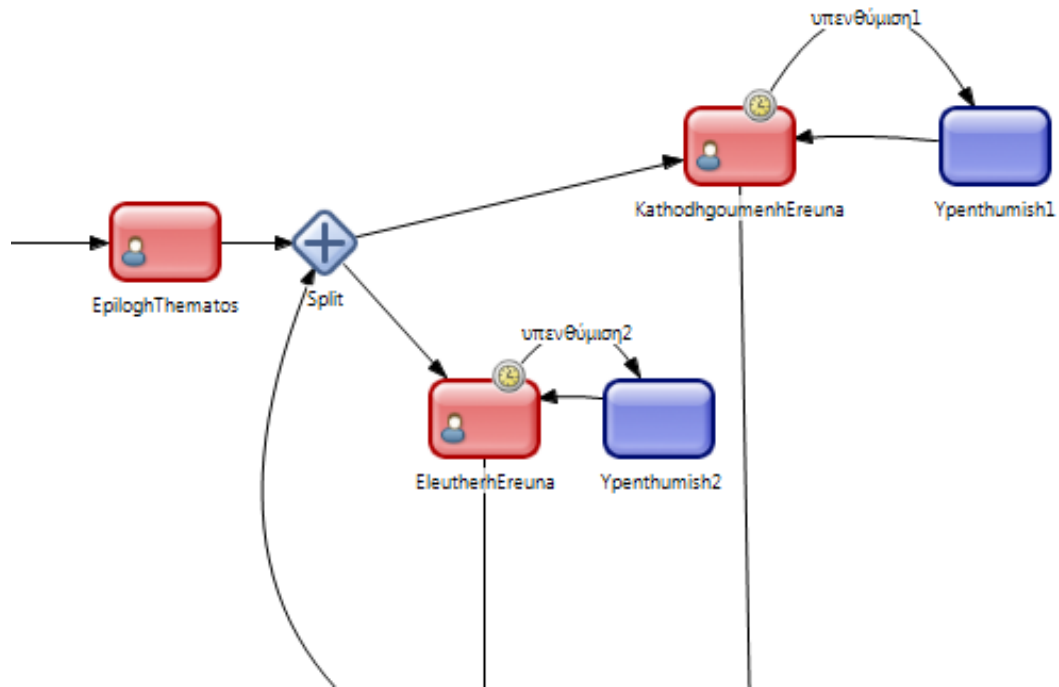 υπενθύμιση1
KathodhgoumenhEreuna
Ypenthumish1
EpiloghThematos
Split
υπενθύμιση2
EleutherhEreuna
Ypenthumish2